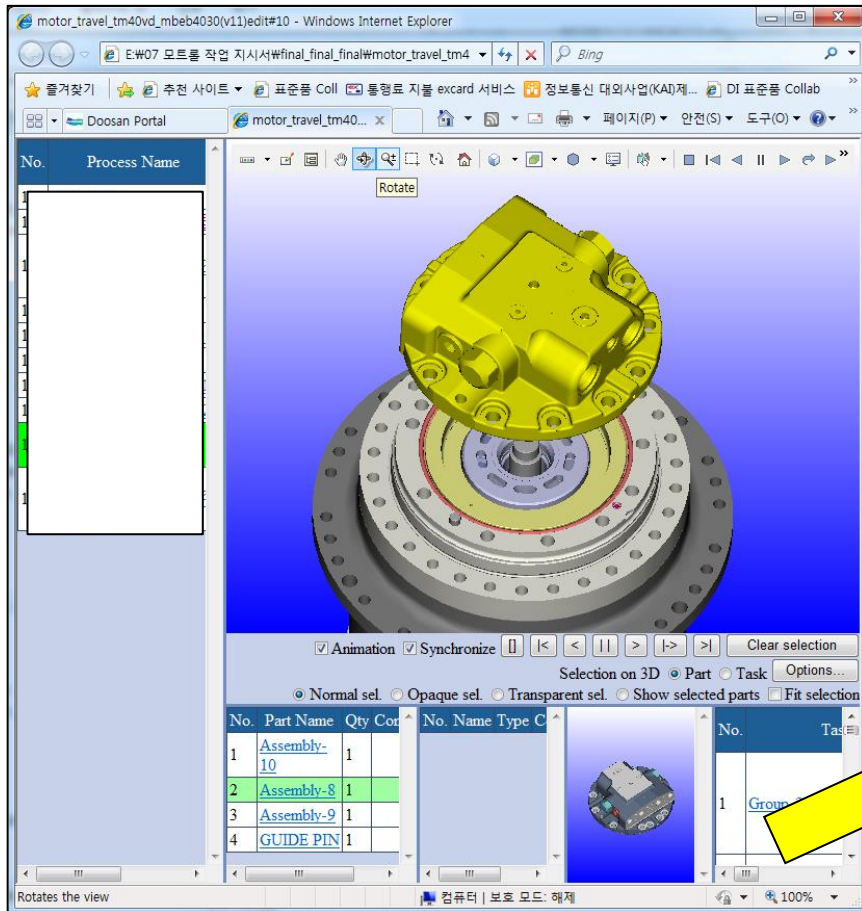 motor_travel_tm40vd_mbeb4030(v11)edit#10 - Windows Internet Explorer
E:₩07 모트롤 작업 지시서₩final_final_final₩motor_travel_tm4
Bing
즐겨찾기 추천 사이트 표준품 Coll 통행료 지불 excard 서비스 정보통신 대외사업(KAI)제... DI 표준품 Collab
Doosan Portal motor_travel_tm40... 페이지(P) 안전(S) 도구(O)
No. Process Name
Rotate
Animation Synchronize [] |< < || > |-> >| Clear selection
Selection on 3D Part Task Options...
Normal sel. Opaque sel. Transparent sel. Show selected parts Fit selection
No. Part Name Qty Cor No. Name Type C No. Tas
1 Assembly-10 1
2 Assembly-8 1
3 Assembly-9 1
4 GUIDE PIN 1
1 Group
Rotates the view 컴퓨터 | 보호 모드: 해제 100%